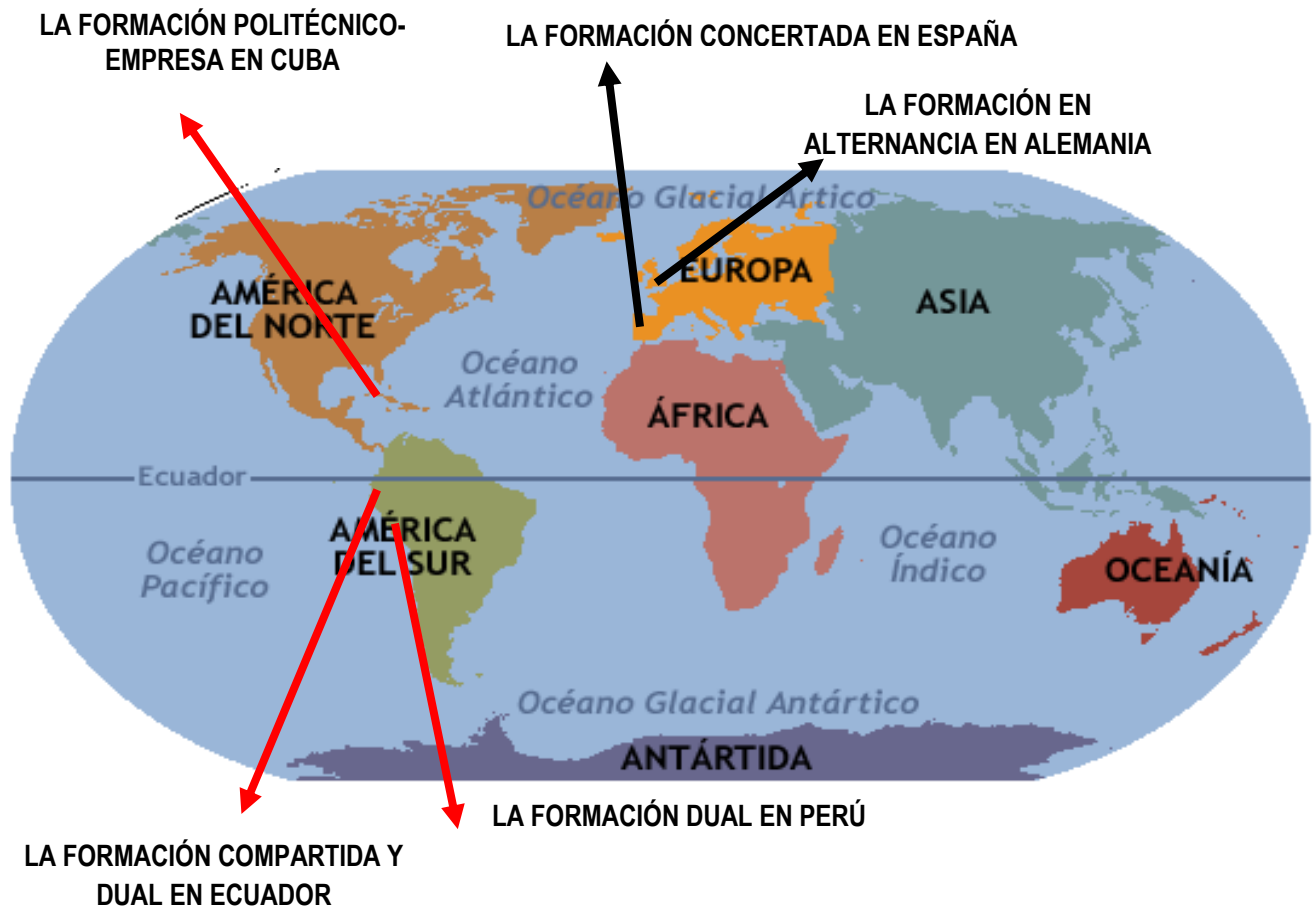 LA FORMACIÓN POLITÉCNICO-
EMPRESA EN CUBA
LA FORMACIÓN CONCERTADA EN ESPAÑA
LA FORMACIÓN EN
ALTERNANCIA EN ALEMANIA
Océano Glacial Ártico
AMÉRICA
DEL NORTE
EUROPA
ASIA
Océano
Atlántico
ÁFRICA
Ecuador
AMÉRICA
DEL SUR
Océano
Pacífico
Océano
Índico
OCEANÍA
Océano Glacial Antártico
ANTÁRTIDA
LA FORMACIÓN DUAL EN PERÚ
LA FORMACIÓN COMPARTIDA Y
DUAL EN ECUADOR